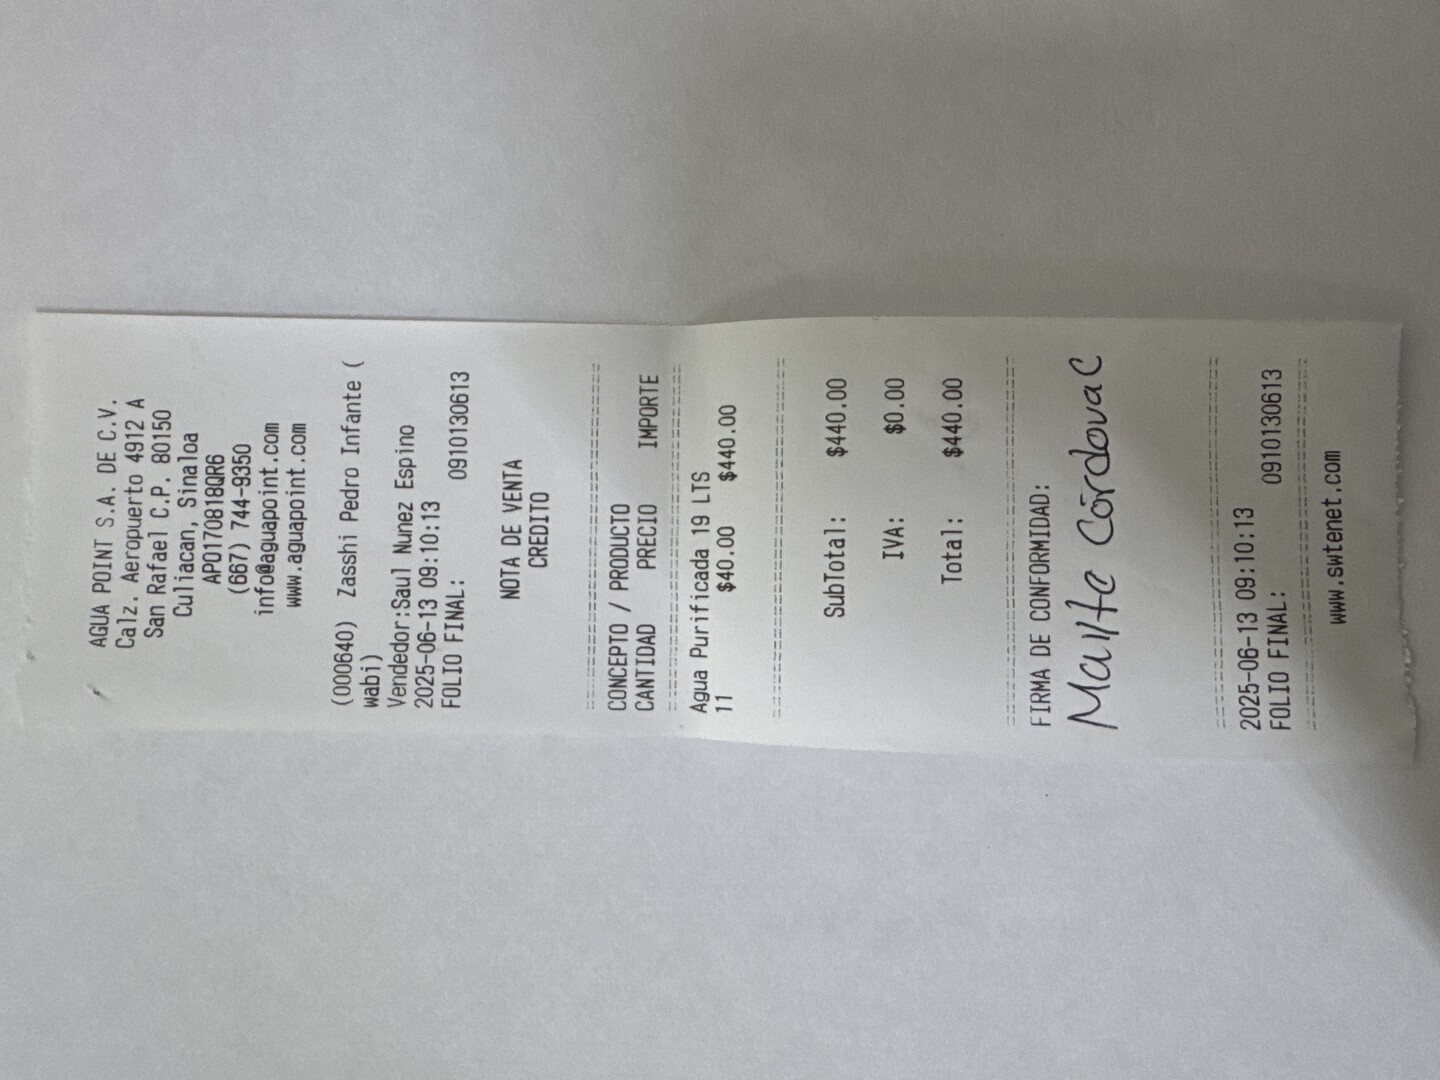 AGUA POINT S.A. DE C.V.
Calz. Aeropuerto 4912 A
San Rafael C.P. 80150
Culiacan, Sinaloa
APO170818QR6
(667) 744-9350
info@aguapoint.com
www.aguapoint.com
(000640) Zasshi Pedro Infante (
wabi)
Vendedor:Saul Nunez Espino
2025-06-13 09:10:13
FOLIO FINAL: 0910130613
NOTA DE VENTA
CREDITO
CONCEPTO / PRODUCTO
CANTIDAD PRECIO IMPORTE
Agua Purificada 19 LTS
11 $40.00 $440.00
SubTotal: $440.00
IVA: $0.00
Total: $440.00
FIRMA DE CONFORMIDAD:
Córdova C
2025-06-13 09:10:13
FOLIO FINAL: 0910130613
www.swtenet.com